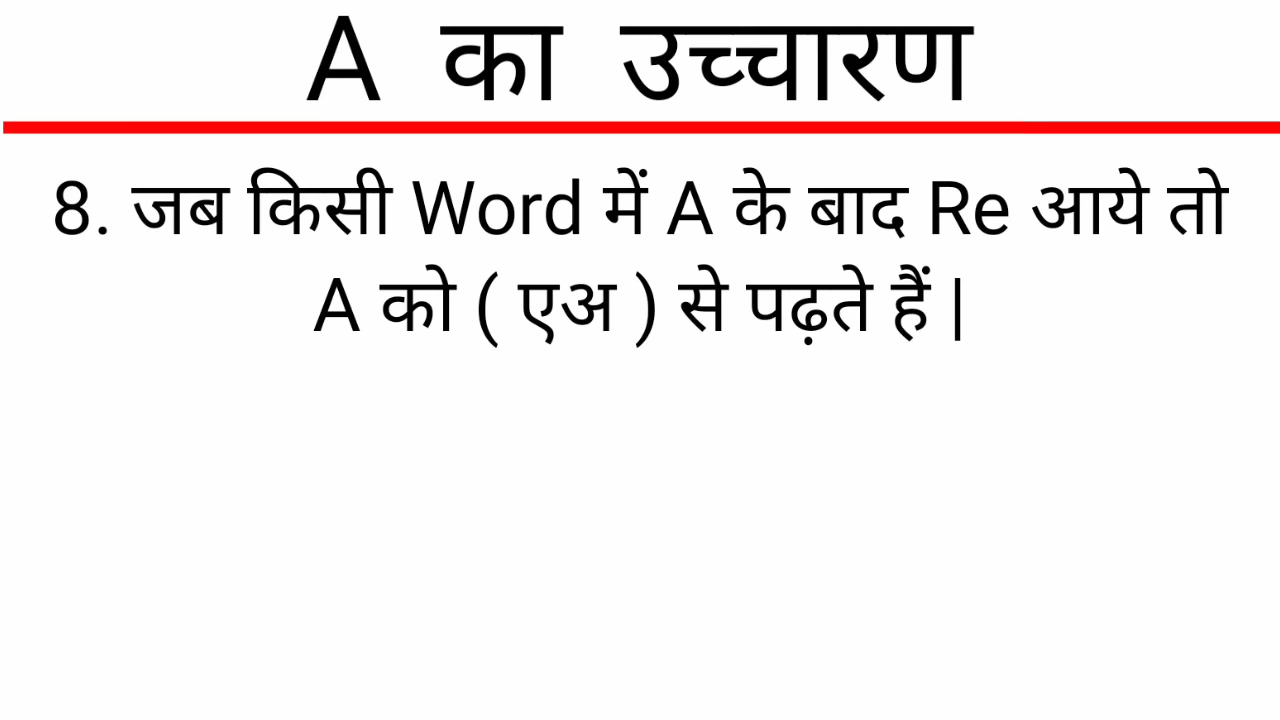 A का उच्चारण
8. जब किसी Word में A के बाद Re आये तो
A को ( एअ ) से पढ़ते हैं |